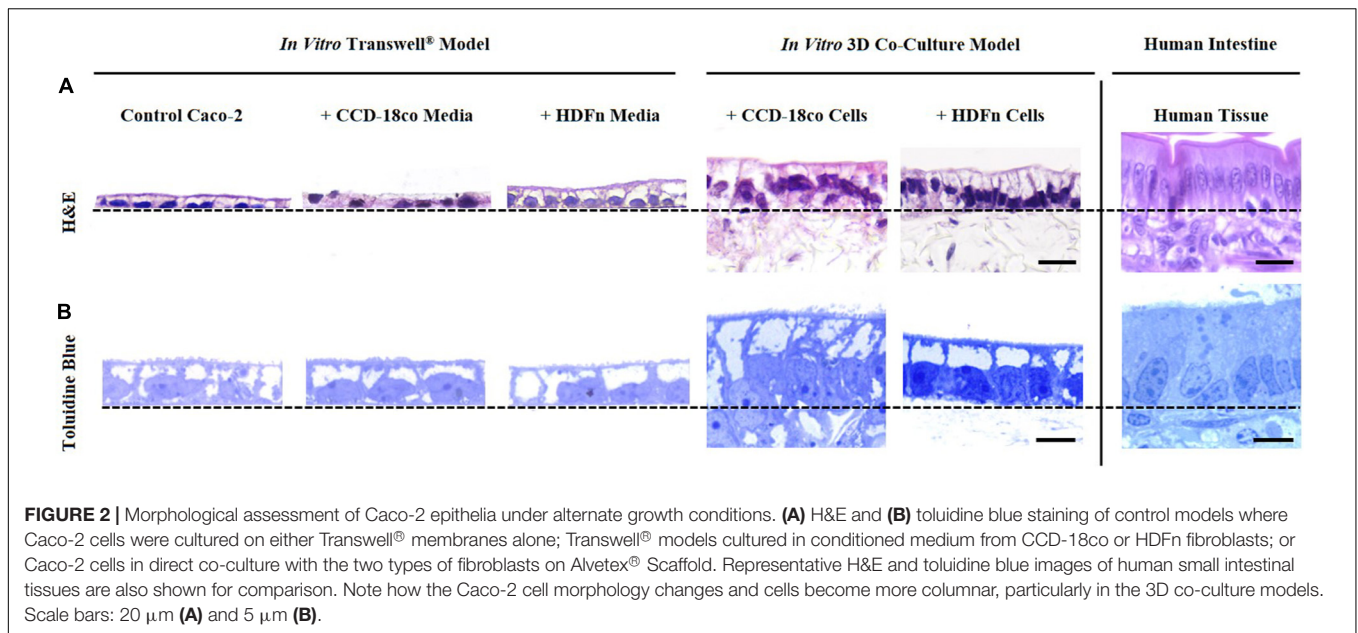 In Vitro Transwell® Model
In Vitro 3D Co-Culture Model
Human Intestine
A
Control Caco-2
+ CCD-18co Media
+ HDFn Media
+ CCD-18co Cells
+ HDFn Cells
Human Tissue
H&E
B
Toluidine Blue
FIGURE 2 | Morphological assessment of Caco-2 epithelia under alternate growth conditions. (A) H&E and (B) toluidine blue staining of control models where
Caco-2 cells were cultured on either Transwell® membranes alone; Transwell® models cultured in conditioned medium from CCD-18co or HDFn fibroblasts; or
Caco-2 cells in direct co-culture with the two types of fibroblasts on Alvetex® Scaffold. Representative H&E and toluidine blue images of human small intestinal
tissues are also shown for comparison. Note how the Caco-2 cell morphology changes and cells become more columnar, particularly in the 3D co-culture models.
Scale bars: 20 μm (A) and 5 μm (B).